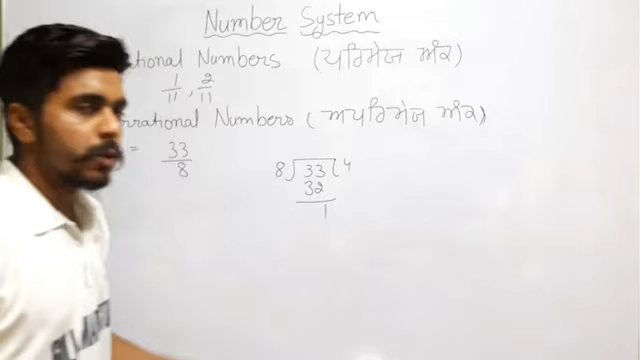 Number System
tional Numbers (ਪਰਿਮੇਜ ਅੰਕ)
1/11, 2/11
rrational Numbers (ਅਪਰਿਮੇਜ ਅੰਕ)
= 33/8
8 ) 33 ( 4
32
1